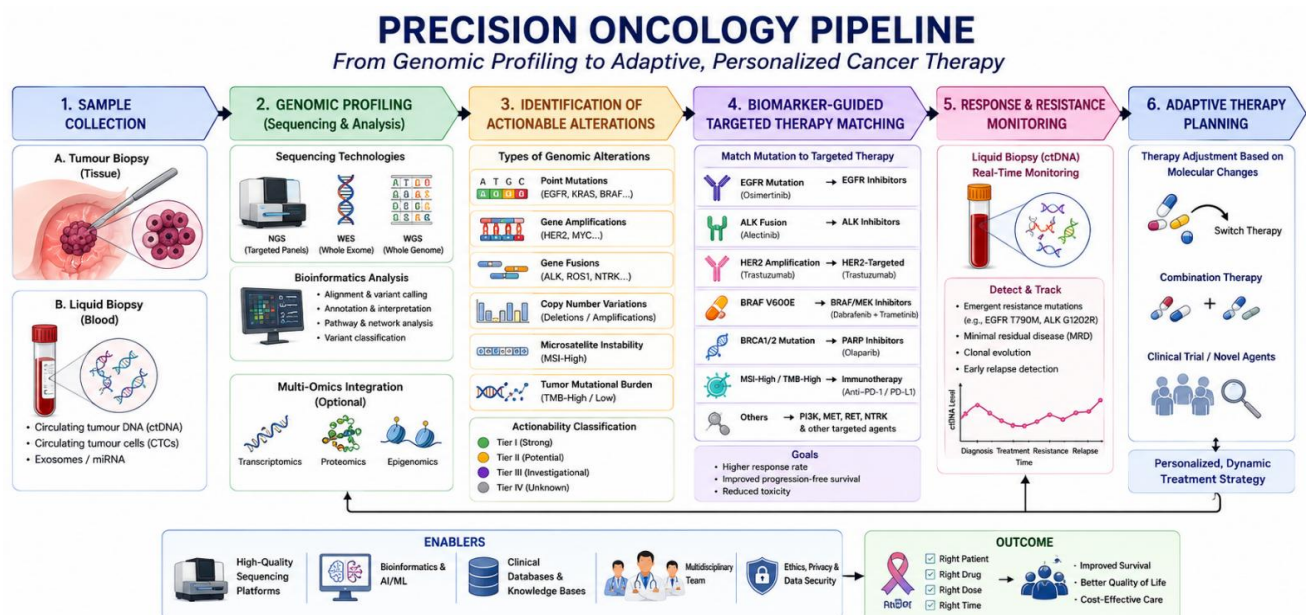 PRECISION ONCOLOGY PIPELINE
From Genomic Profiling to Adaptive, Personalized Cancer Therapy
1. SAMPLE
COLLECTION
A. Tumour Biopsy
(Tissue)
B. Liquid Biopsy
(Blood)
• Circulating tumour DNA (ctDNA)
• Circulating tumour cells (CTCs)
• Exosomes / miRNA
2. GENOMIC PROFILING
(Sequencing & Analysis)
Sequencing Technologies
NGS
(Targeted Panels)
WES
(Whole Exome)
WGS
(Whole Genome)
Bioinformatics Analysis
• Alignment & variant calling
• Annotation & interpretation
• Pathway & network analysis
• Variant classification
Multi-Omics Integration
(Optional)
Transcriptomics
Proteomics
Epigenomics
3. IDENTIFICATION OF
ACTIONABLE ALTERATIONS
Types of Genomic Alterations
A T G C
Point Mutations
(EGFR, KRAS, BRAF...)
Gene Amplifications
(HER2, MYC...)
Gene Fusions
(ALK, ROS1, NTRK...)
Copy Number Variations
(Deletions / Amplifications)
Microsatelite Instability
(MSI-High)
Tumor Mutational Burden
(TMB-High / Low)
Actionability Classification
Tier I (Strong)
Tier II (Potential)
Tier III (Investigational)
Tier IV (Unknown)
4. BIOMARKER-GUIDED
TARGETED THERAPY MATCHING
Match Mutation to Targeted Therapy
EGFR Mutation → EGFR Inhibitors
(Osimertinib)
ALK Fusion → ALK Inhibitors
(Alectinib)
HER2 Amplification → HER2-Targeted
(Trastuzumab) (Trastuzumab)
BRAF V600E → BRAF/MEK Inhibitors
(Dabrafenib + Trametinib)
BRCA1/2 Mutation → PARP Inhibitors
(Olaparib)
MSI-High / TMB-High → Immunotherapy
(Anti-PD-1 / PD-L1)
Others → PI3K, MET, RET, NTRK
& other targeted agents
Goals
• Higher response rate
• Improved progression-free survival
• Reduced toxicity
5. RESPONSE & RESISTANCE
MONITORING
Liquid Biopsy (ctDNA)
Real-Time Monitoring
Detect & Track
• Emergent resistance mutations
(e.g., EGFR T790M, ALK G1202R)
• Minimal residual disease (MRD)
• Clonal evolution
• Early relapse detection
ctDNA Level
Diagnosis Treatment Resistance Relapse
Time
6. ADAPTIVE THERAPY
PLANNING
Therapy Adjustment Based on
Molecular Changes
Switch Therapy
Combination Therapy
+
Clinical Trial / Novel Agents
Personalized, Dynamic
Treatment Strategy
ENABLERS
High-Quality
Sequencing
Platforms
Bioinformatics &
AI/ML
Clinical
Databases &
Knowledge Bases
Multidisciplinary
Team
Ethics, Privacy &
Data Security
OUTCOME
Right Patient
Right Drug
Right Dose
Right Time
• Improved Survival
• Better Quality of Life
• Cost-Effective Care